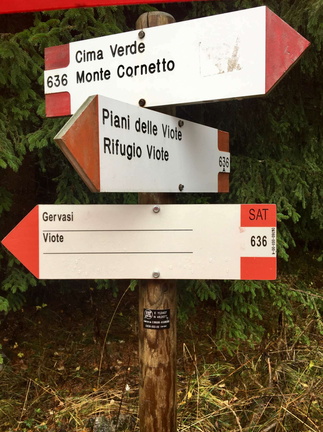 636
Cima Verde
Monte Cornetto
Piani delle Viote
Rifugio Viote
636
A
Gervasi
Viote
SAT
636